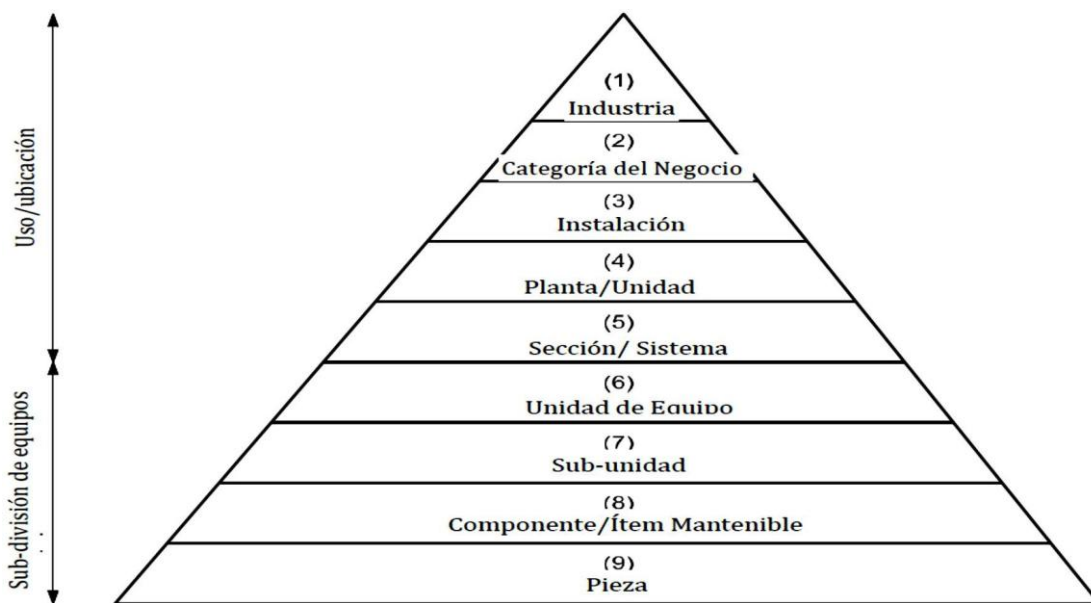 Uso/ubicación
(1)
Industria
(2)
Categoría del Negocio
(3)
Instalación
(4)
Planta/Unidad
(5)
Sección/ Sistema
Sub-división de equipos
(6)
Unidad de Equipo
(7)
Sub-unidad
(8)
Componente/Ítem Mantenible
(9)
Pieza